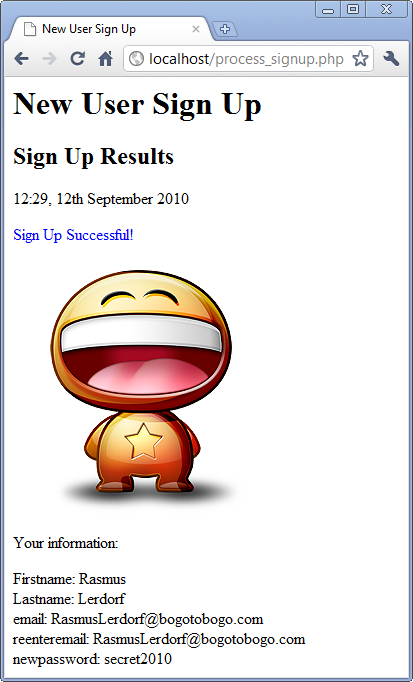 New User Sign Up
localhost/process_signup.php
New User Sign Up
Sign Up Results
12:29, 12th September 2010
Sign Up Successful!
Your information:
Firstname: Rasmus
Lastname: Lerdorf
email: RasmusLerdorf@bogotobogo.com
reenteremail: RasmusLerdorf@bogotobogo.com
newpassword: secret2010